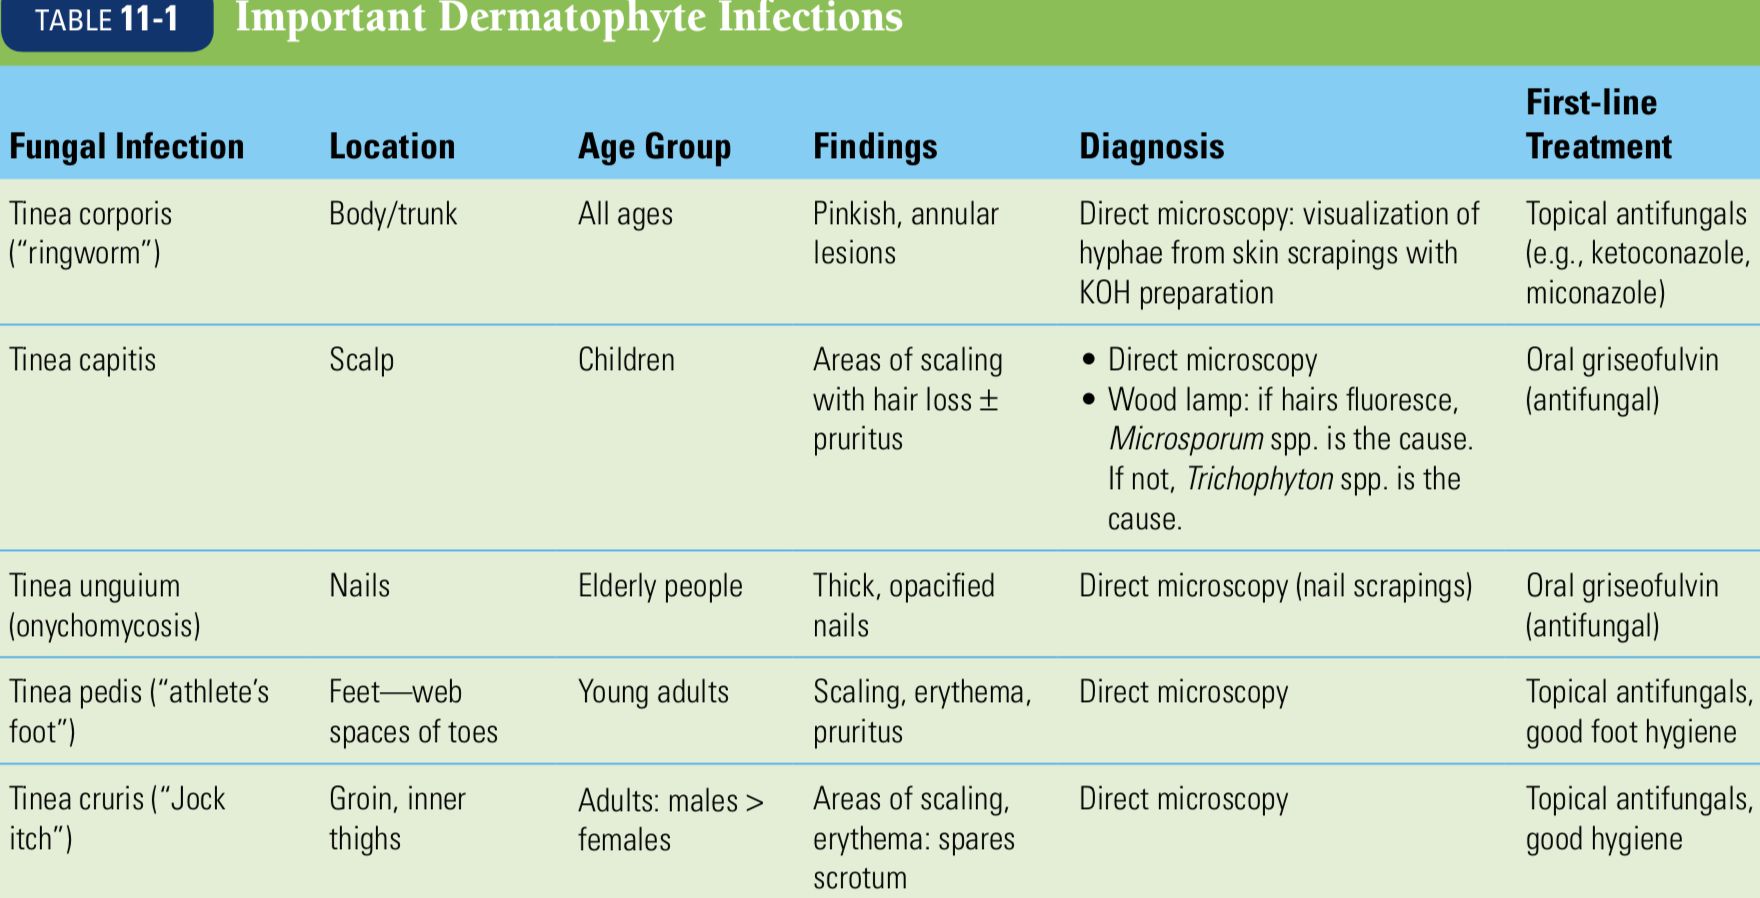 TABLE 11-1 Important Dermatophyte Infections
Fungal Infection
Location
Age Group
Findings
Diagnosis
First-line
Treatment
Tinea corporis
(“ringworm”)
Body/trunk
All ages
Pinkish, annular
lesions
Direct microscopy: visualization of
hyphae from skin scrapings with
KOH preparation
Topical antifungals
(e.g., ketoconazole,
miconazole)
Tinea capitis
Scalp
Children
Areas of scaling
with hair loss ±
pruritus
• Direct microscopy
• Wood lamp: if hairs fluoresce,
Microsporum spp. is the cause.
If not, Trichophyton spp. is the
cause.
Oral griseofulvin
(antifungal)
Tinea unguium
(onychomycosis)
Nails
Elderly people
Thick, opacified
nails
Direct microscopy (nail scrapings)
Oral griseofulvin
(antifungal)
Tinea pedis (“athlete’s
foot”)
Feet—web
spaces of toes
Young adults
Scaling, erythema,
pruritus
Direct microscopy
Topical antifungals,
good foot hygiene
Tinea cruris (“Jock
itch”)
Groin, inner
thighs
Adults: males >
females
Areas of scaling,
erythema: spares
scrotum
Direct microscopy
Topical antifungals,
good hygiene